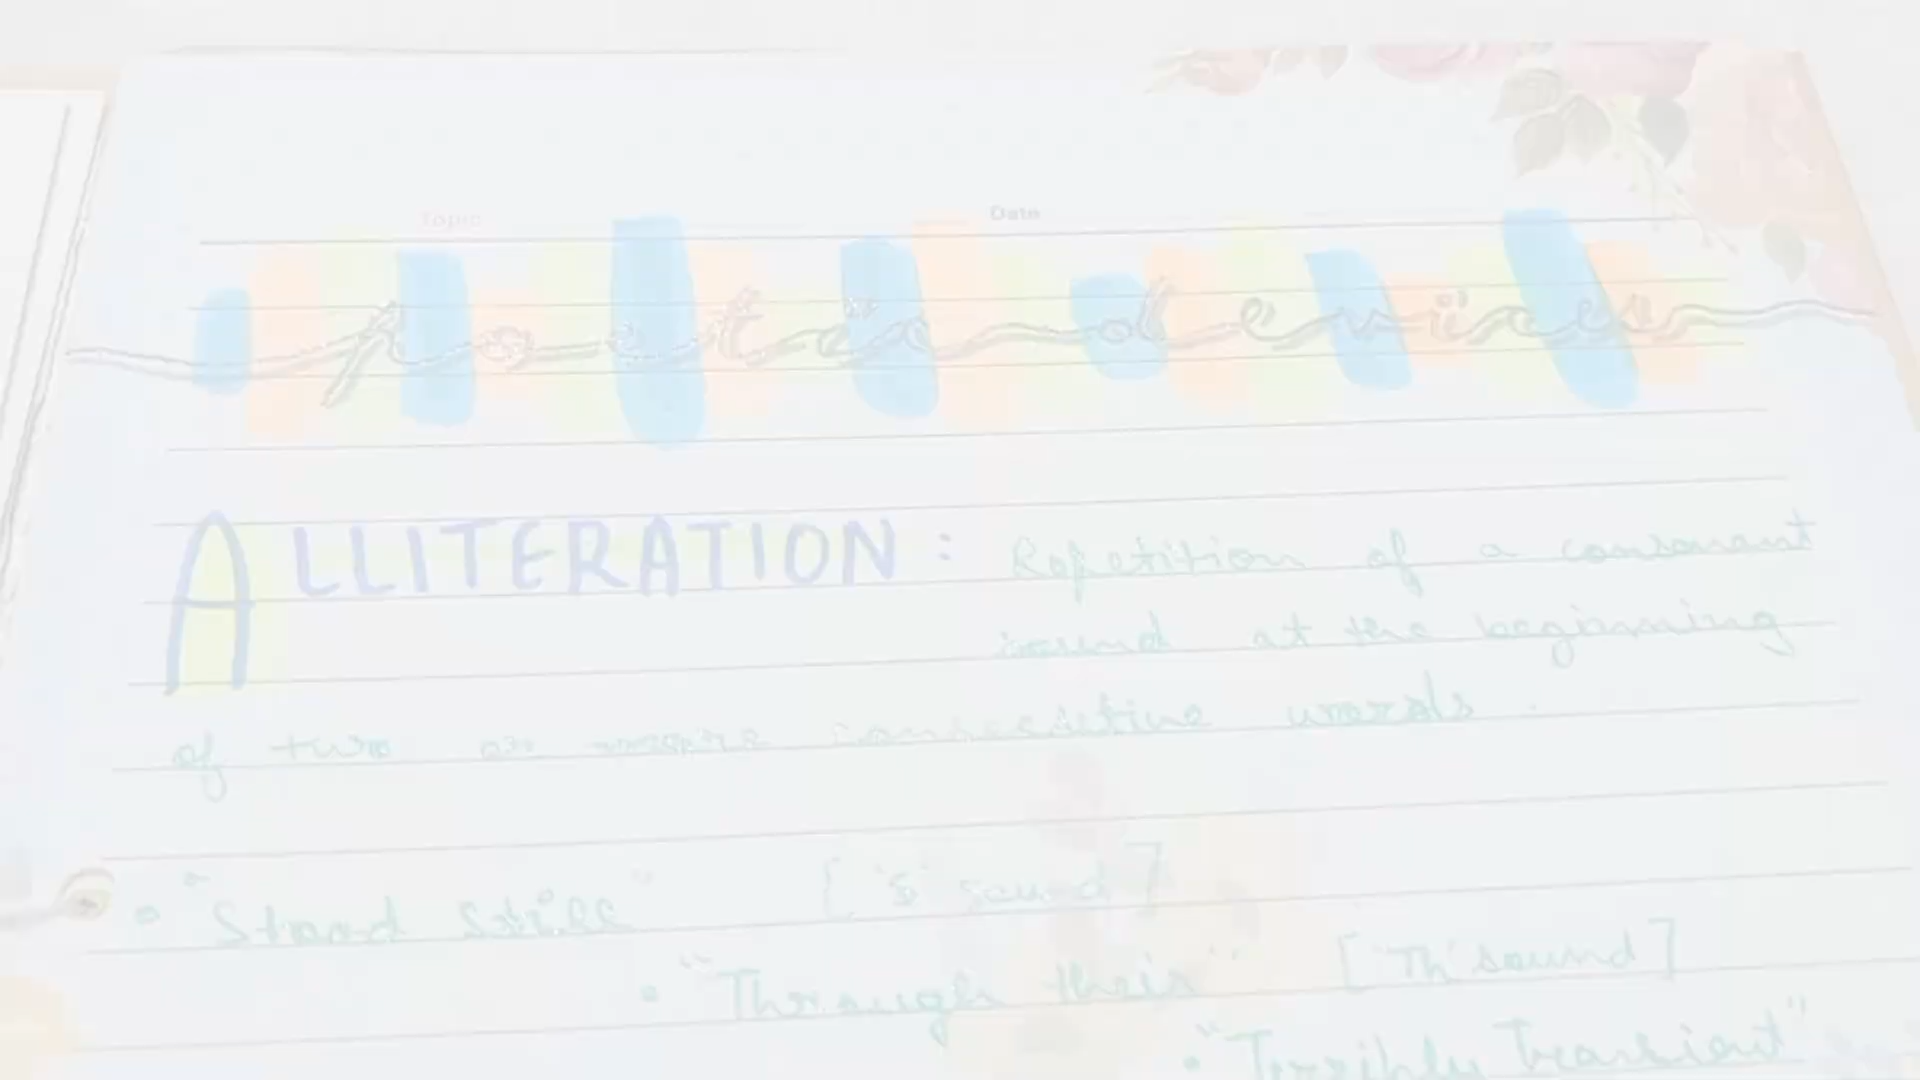 Topic Date
Poetic devices
ALLITERATION : Repetition of a consonant
sound at the beginning
of two or more consecutive words .
• "Stand Still" ['S' sound]
• "Through their" ['Th' sound]
• "Terribly Transient"